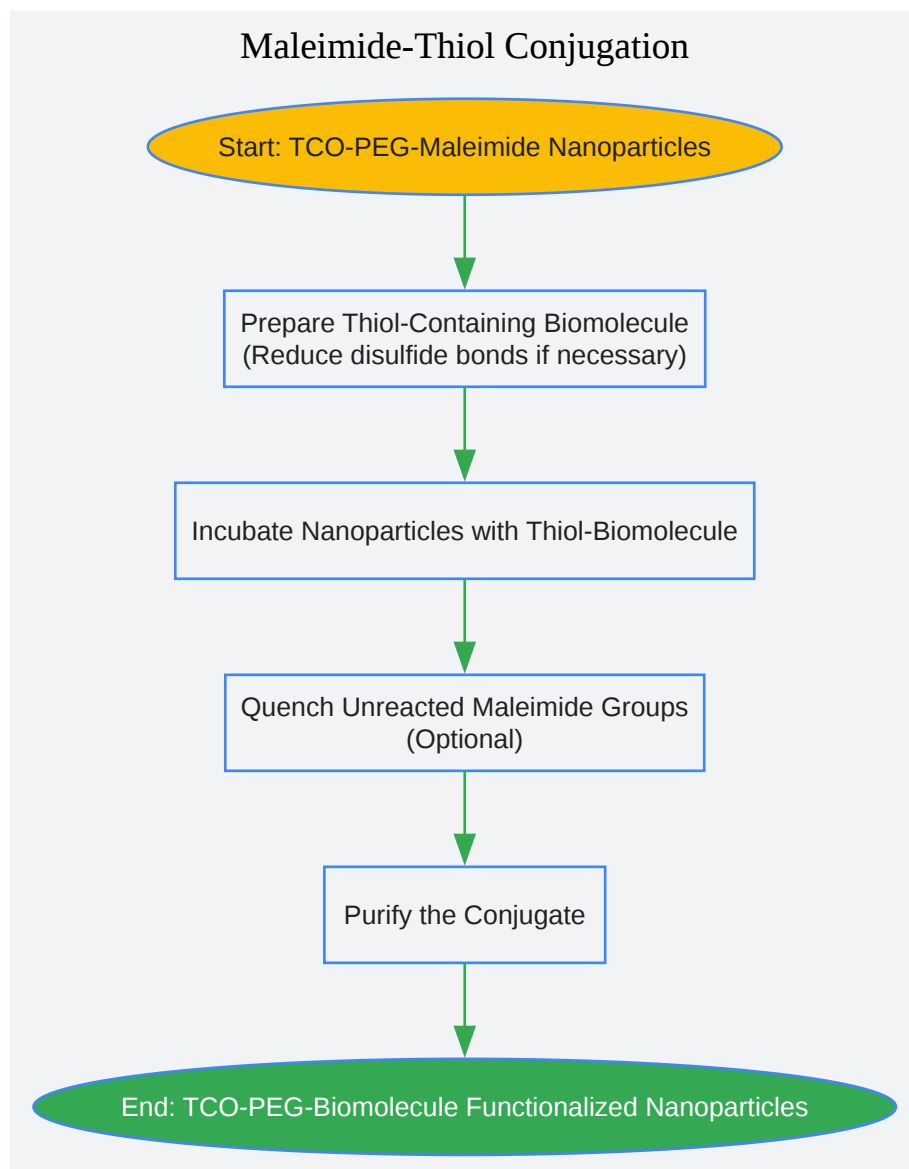 Maleimide-Thiol Conjugation
Start: TCO-PEG-Maleimide Nanoparticles
Prepare Thiol-Containing Biomolecule
(Reduce disulfide bonds if necessary)
Incubate Nanoparticles with Thiol-Biomolecule
Quench Unreacted Maleimide Groups
(Optional)
Purify the Conjugate
End: TCO-PEG-Biomolecule Functionalized Nanoparticles